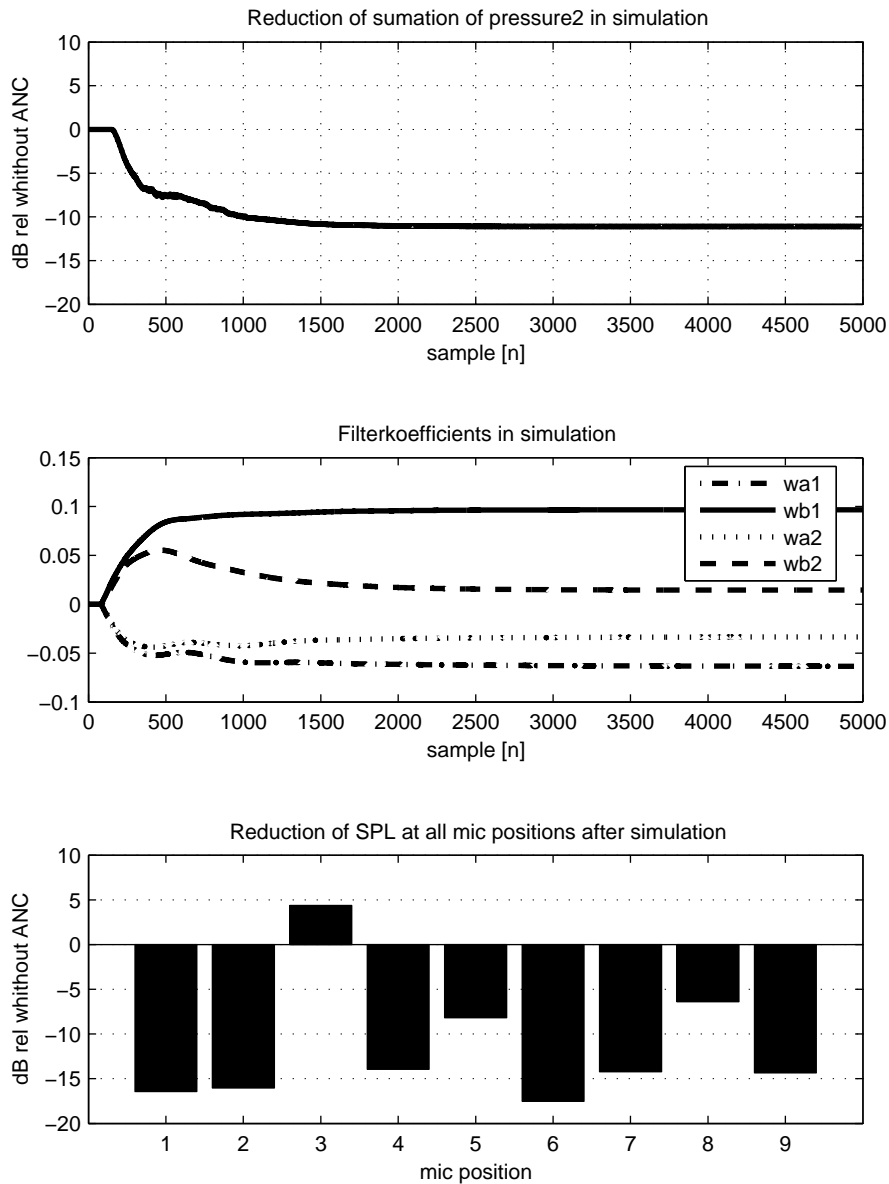 Reduction of sumation of pressure2 in simulation
10
5
0
−5
−10
−15
−20
dB rel whithout ANC
0 500 1000 1500 2000 2500 3000 3500 4000 4500 5000
sample [n]
Filterkoefficients in simulation
0.15
0.1
0.05
0
−0.05
−0.1
wa1
wb1
wa2
wb2
0 500 1000 1500 2000 2500 3000 3500 4000 4500 5000
sample [n]
Reduction of SPL at all mic positions after simulation
10
5
0
−5
−10
−15
−20
dB rel whithout ANC
1 2 3 4 5 6 7 8 9
mic position